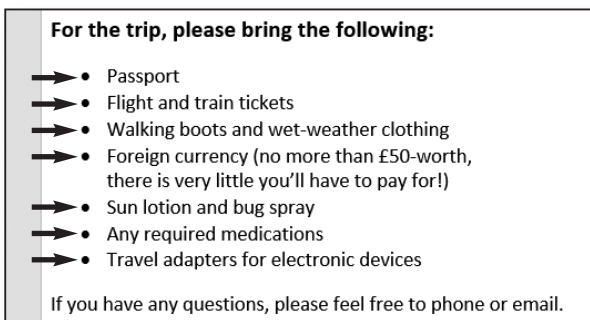 For the trip, please bring the following:
• Passport
• Flight and train tickets
• Walking boots and wet-weather clothing
• Foreign currency (no more than £50-worth,
there is very little you’ll have to pay for!)
• Sun lotion and bug spray
• Any required medications
• Travel adapters for electronic devices
If you have any questions, please feel free to phone or email.